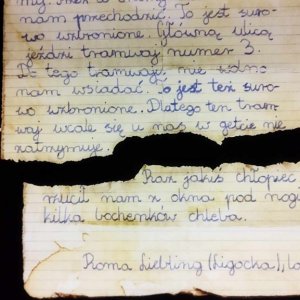 nam przechodzić. To jest suro-
wo wzbronione. Główną ulicą
jeździ tramwaj numer 3.
Do tego tramwaju nie wolno
nam wsiadać. To jest też suro-
wo wzbronione. Dlatego ten tram-
waj wcale się u nas w getcie nie
zatrzymuje.
Raz jakiś chłopiec
rzucił nam z okna pod nogi
kilka bochenków chleba.
Roma Liebling (Ligocka), la